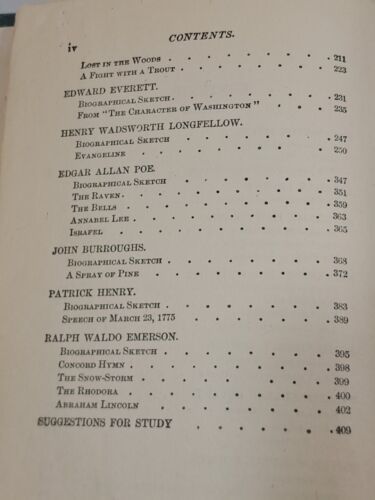 iv CONTENTS.
LOST IN THE WOODS . . . . . . . 211
A FIGHT WITH A TROUT . . . . . . 223
EDWARD EVERETT.
BIOGRAPHICAL SKETCH . . . . . . . 231
FROM "THE CHARACTER OF WASHINGTON" . . . 235
HENRY WADSWORTH LONGFELLOW.
BIOGRAPHICAL SKETCH . . . . . . . 247
EVANGELINE . . . . . . . . 250
EDGAR ALLAN POE.
BIOGRAPHICAL SKETCH . . . . . . . 347
THE RAVEN . . . . . . . . 351
THE BELLS . . . . . . . . 359
ANNABEL LEE . . . . . . . . 363
ISRAFEL . . . . . . . . 365
JOHN BURROUGHS.
BIOGRAPHICAL SKETCH . . . . . . . 368
A SPRAY OF PINE . . . . . . . 372
PATRICK HENRY.
BIOGRAPHICAL SKETCH . . . . . . . 383
SPEECH OF MARCH 23, 1775 . . . . . . 389
RALPH WALDO EMERSON.
BIOGRAPHICAL SKETCH . . . . . . . 395
CONCORD HYMN . . . . . . . . 398
THE SNOW-STORM . . . . . . . 399
THE RHODORA . . . . . . . . 400
ABRAHAM LINCOLN . . . . . . . 402
SUGGESTIONS FOR STUDY . . . . . . 409